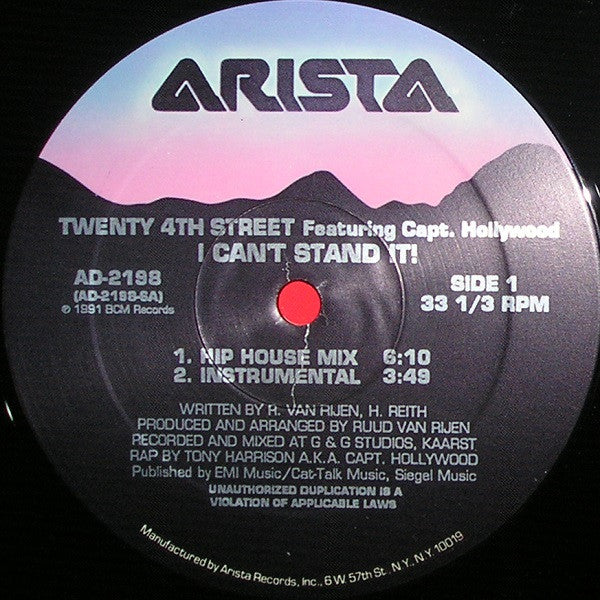 ARISTA
TWENTY 4TH STREET Featuring Capt. Hollywood
I CAN'T STAND IT!
AD-2198
(AD-2198-SA)
℗ 1991 BCM Records
SIDE 1
33 1/3 RPM
1. HIP HOUSE MIX 6:10
2. INSTRUMENTAL 3:49
WRITTEN BY R. VAN RIJEN, H. REITH
PRODUCED AND ARRANGED BY RUUD VAN RIJEN
RECORDED AND MIXED AT G & G STUDIOS, KAARST
RAP BY TONY HARRISON A.K.A. CAPT. HOLLYWOOD
Published by EMI Music/Cat-Talk Music, Siegel Music
UNAUTHORIZED DUPLICATION IS A
VIOLATION OF APPLICABLE LAWS
Manufactured by Arista Records, Inc., 6 W. 57th St., N.Y., N.Y. 10019